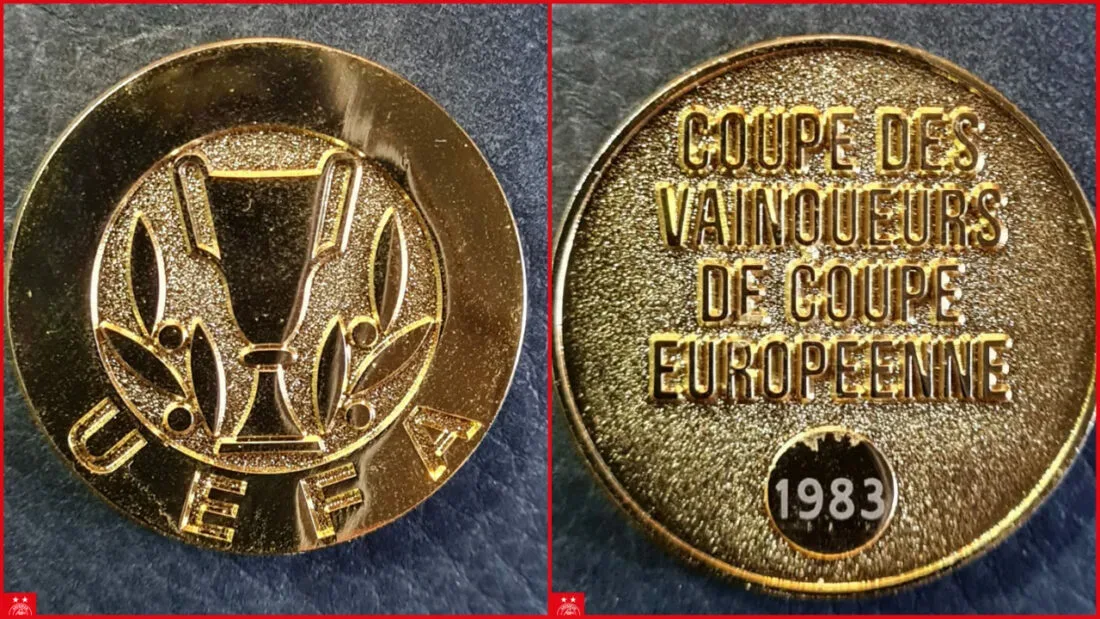 UEFA
COUPE DES
VAINQUEURS
DE COUPE
EUROPEENNE
1983